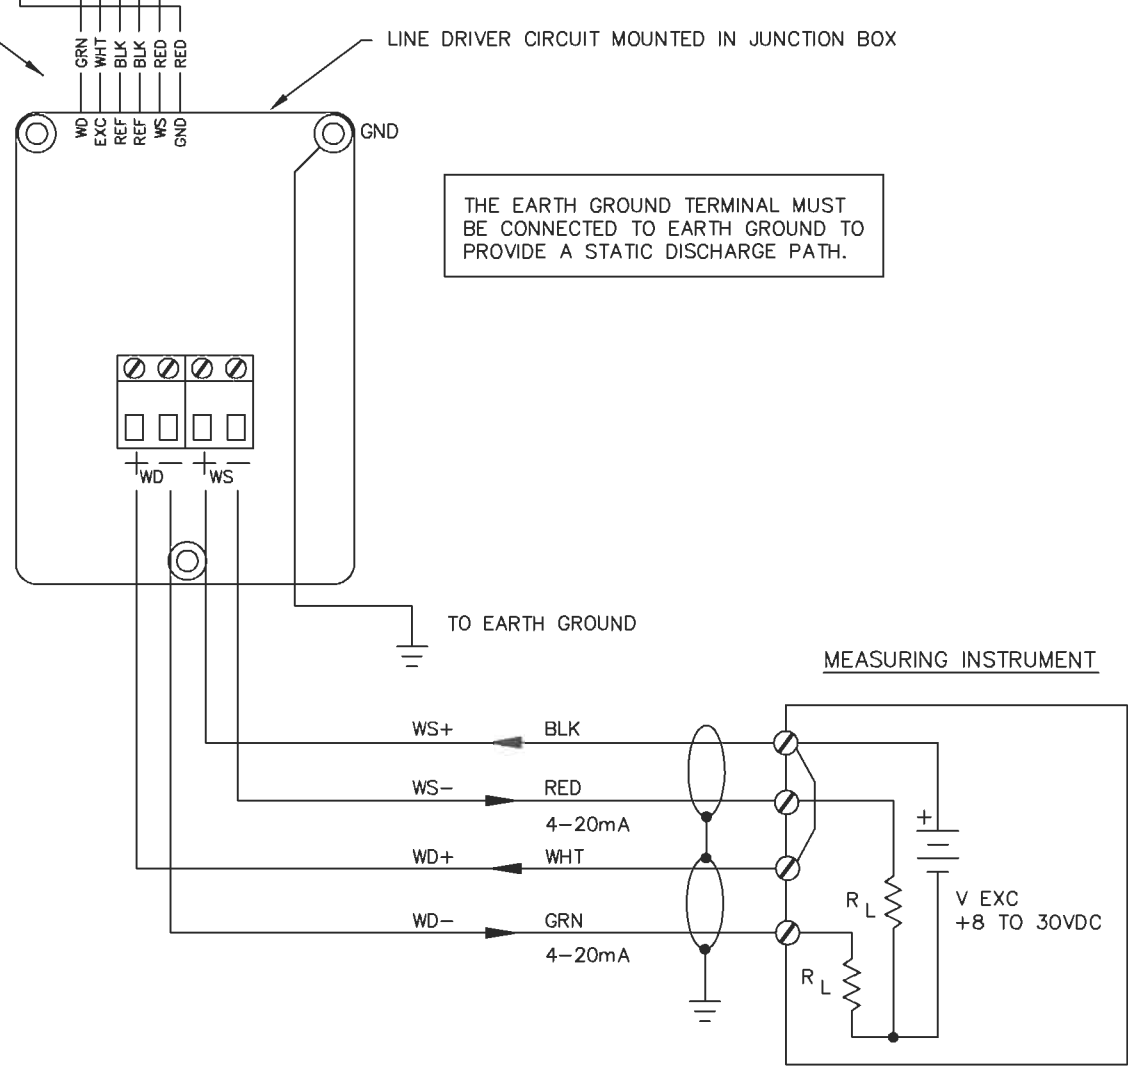 GRN WHT BLK BLK RED RED
LINE DRIVER CIRCUIT MOUNTED IN JUNCTION BOX
WD EXC REF REF WS GND
GND
THE EARTH GROUND TERMINAL MUST
BE CONNECTED TO EARTH GROUND TO
PROVIDE A STATIC DISCHARGE PATH.
+ − + −
WD WS
TO EARTH GROUND
MEASURING INSTRUMENT
WS+ BLK
WS− RED
4−20mA
+
WD+ WHT
R L
V EXC
+8 TO 30VDC
WD− GRN
4−20mA
R L